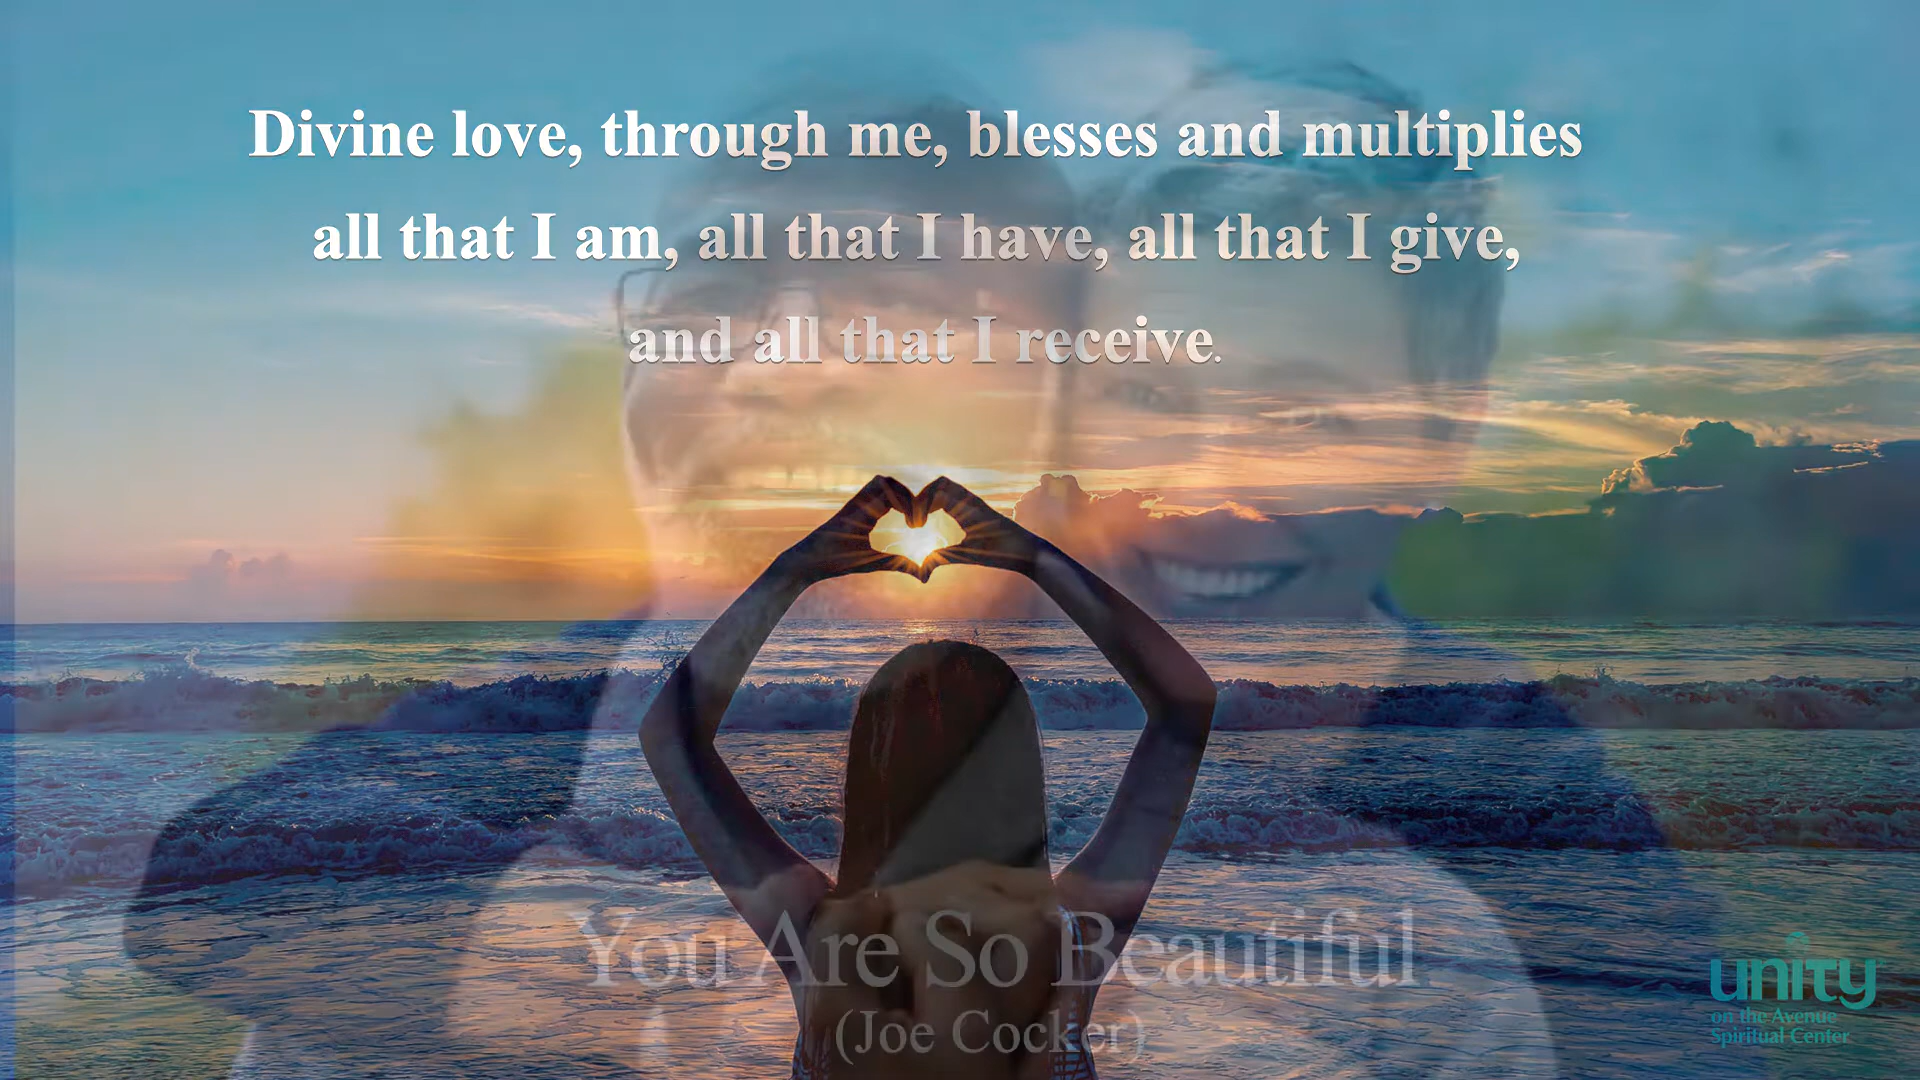 Divine love, through me, blesses and multiplies
all that I am, all that I have, all that I give,
and all that I receive.
You Are So Beautiful
(Joe Cocker)
unity
on the Avenue
Spiritual Center